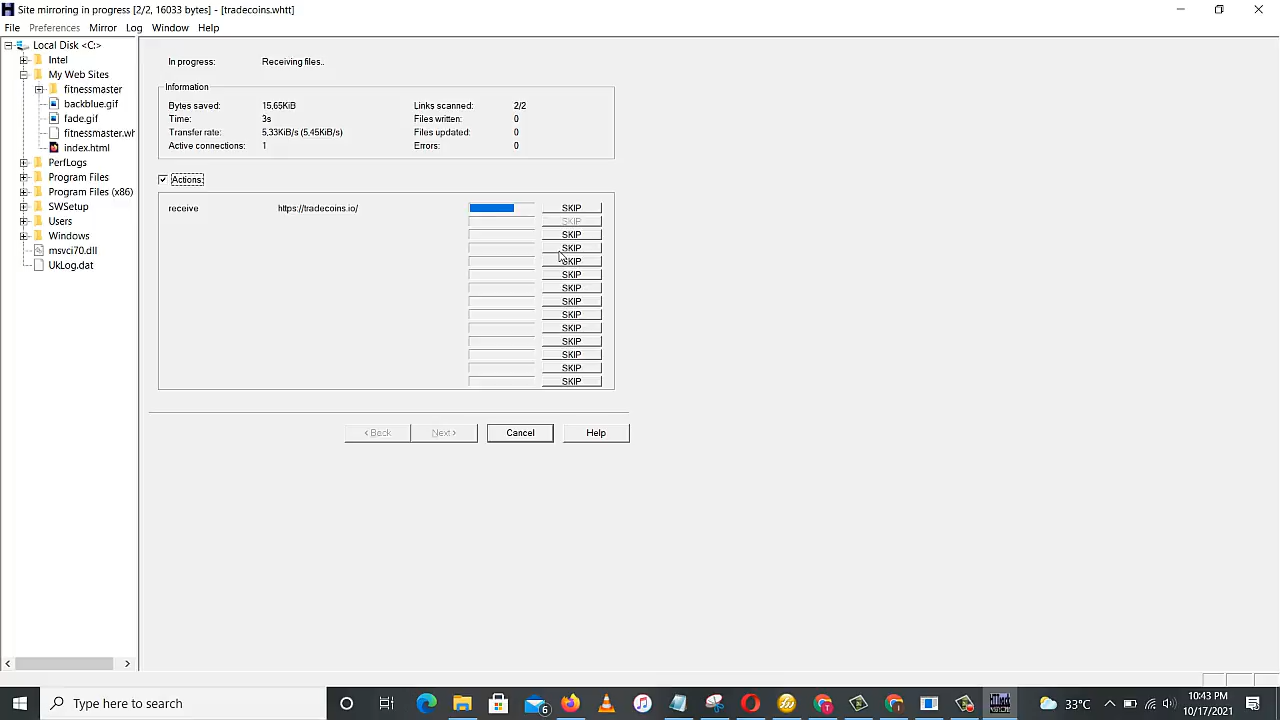 Site mirroring in progress [2/2, 16033 bytes] - [tradecoins.whtt]
File Preferences Mirror Log Window Help
Local Disk <C:>
Intel
My Web Sites
fitnessmaster
backblue.gif
fade.gif
fitnessmaster.wh
index.html
PerfLogs
Program Files
Program Files (x86)
SWSetup
Users
Windows
msvci70.dll
UkLog.dat
In progress: Receiving files..
Information
Bytes saved: 15,65KiB Links scanned: 2/2
Time: 3s Files written: 0
Transfer rate: 5,33KiB/s (5,45KiB/s) Files updated: 0
Active connections: 1 Errors: 0
Actions:
receive https://tradecoins.io/ SKIP
SKIP
SKIP
SKIP
SKIP
SKIP
SKIP
SKIP
SKIP
SKIP
SKIP
SKIP
SKIP
SKIP
< Back Next > Cancel Help
Type here to search
6
33°C
10:43 PM
10/17/2021